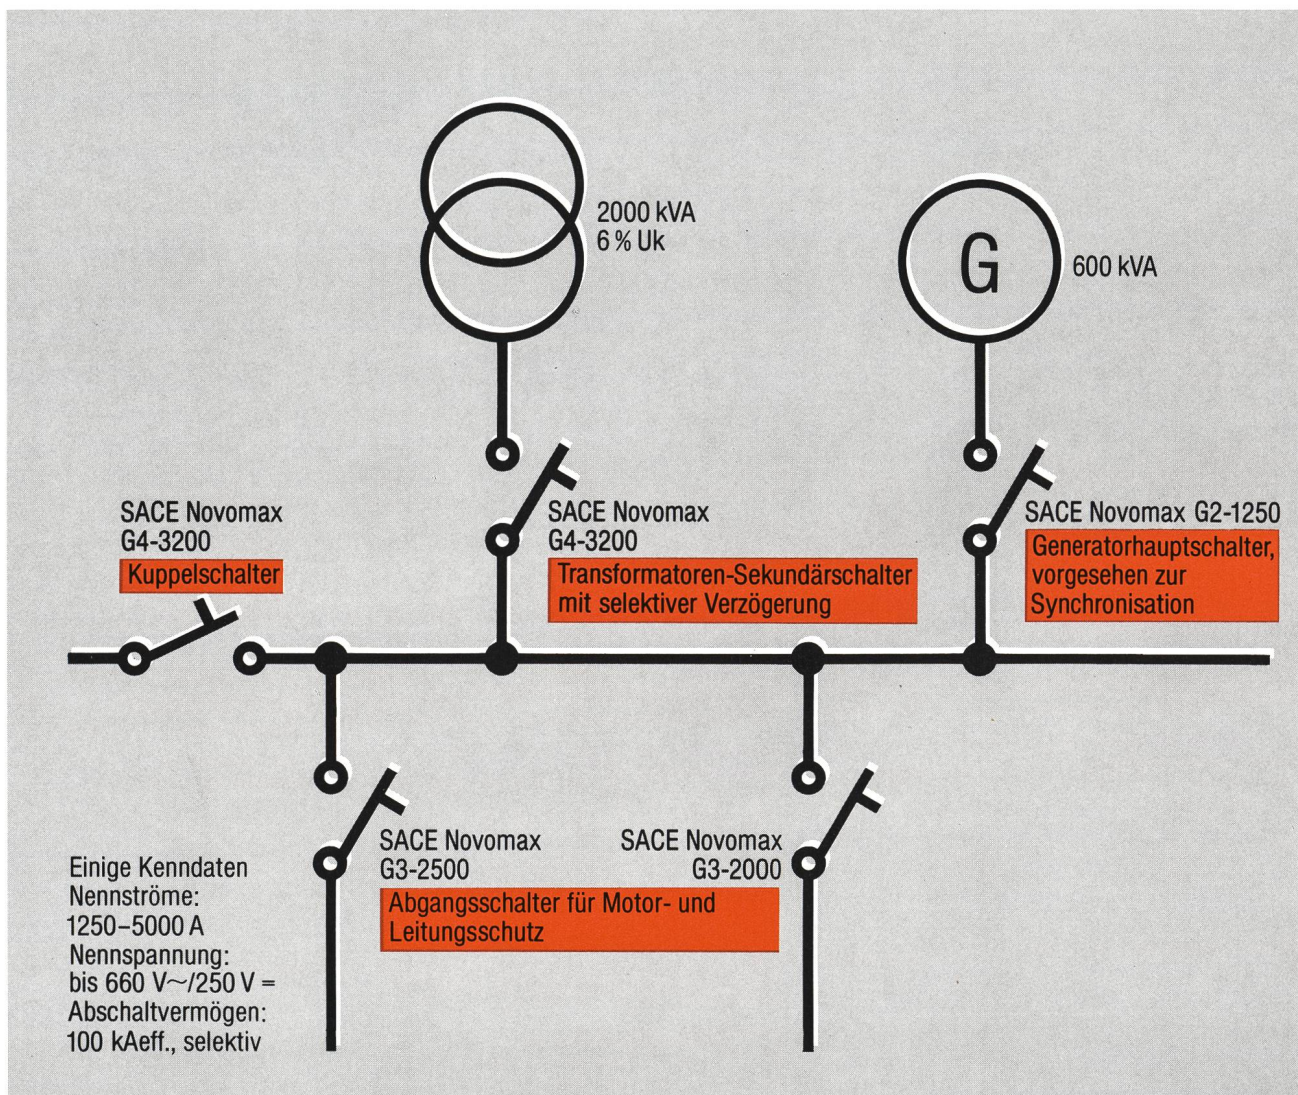 2000 kVA
6% Uk
G
600 kVA
SACE Novomax
G4-3200
Kuppelschalter
SACE Novomax
G4-3200
Transformatoren-Sekundärschalter
mit selektiver Verzögerung
SACE Novomax G2-1250
Generatorhauptschalter,
vorgesehen zur
Synchronisation
SACE Novomax
G3-2500
SACE Novomax
G3-2000
Abgangsschalter für Motor- und
Leitungsschutz
Einige Kenndaten
Nennströme:
1250–5000 A
Nennspannung:
bis 660 V~/250 V =
Abschaltvermögen:
100 kAeff., selektiv